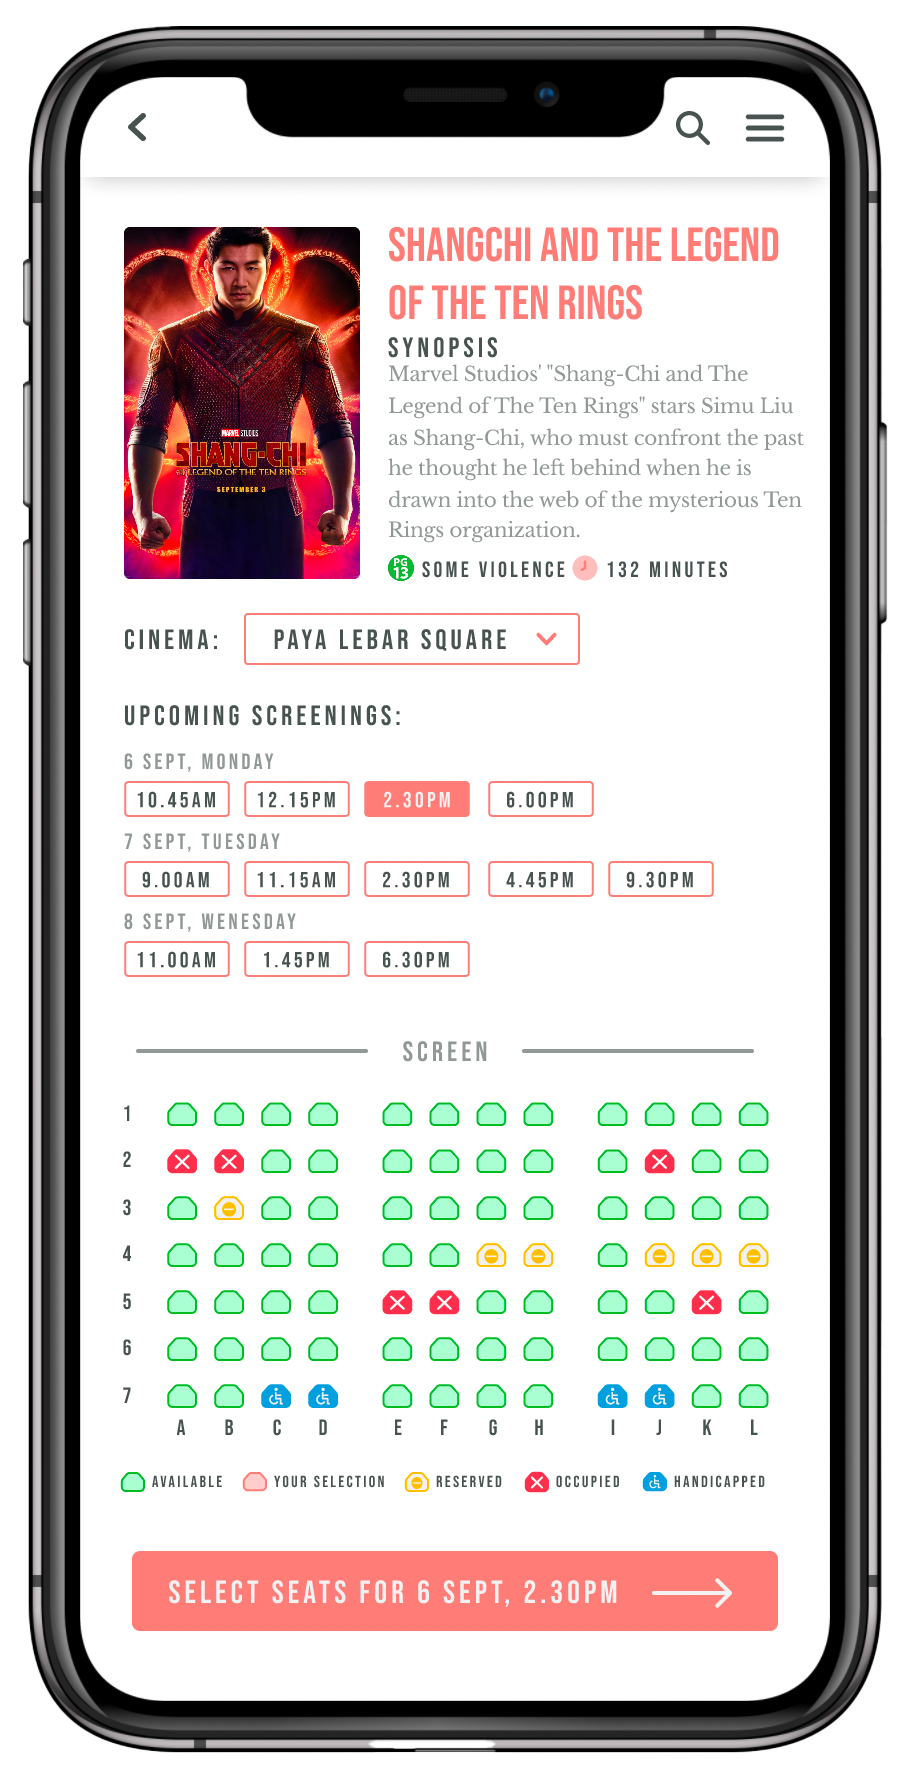 SHANGCHI AND THE LEGEND
OF THE TEN RINGS
SYNOPSIS
Marvel Studios' "Shang-Chi and The
Legend of The Ten Rings" stars Simu Liu
as Shang-Chi, who must confront the past
he thought he left behind when he is
drawn into the web of the mysterious Ten
Rings organization.
MARVEL STUDIOS
SHANG-CHI
AND THE LEGEND OF THE TEN RINGS
SEPTEMBER 3
PG 13 SOME VIOLENCE 132 MINUTES
CINEMA: PAYA LEBAR SQUARE
UPCOMING SCREENINGS:
6 SEPT, MONDAY
10.45AM 12.15PM 2.30PM 6.00PM
7 SEPT, TUESDAY
9.00AM 11.15AM 2.30PM 4.45PM 9.30PM
8 SEPT, WENESDAY
11.00AM 1.45PM 6.30PM
SCREEN
1
2
3
4
5
6
7
A B C D E F G H I J K L
AVAILABLE YOUR SELECTION RESERVED OCCUPIED HANDICAPPED
SELECT SEATS FOR 6 SEPT, 2.30PM